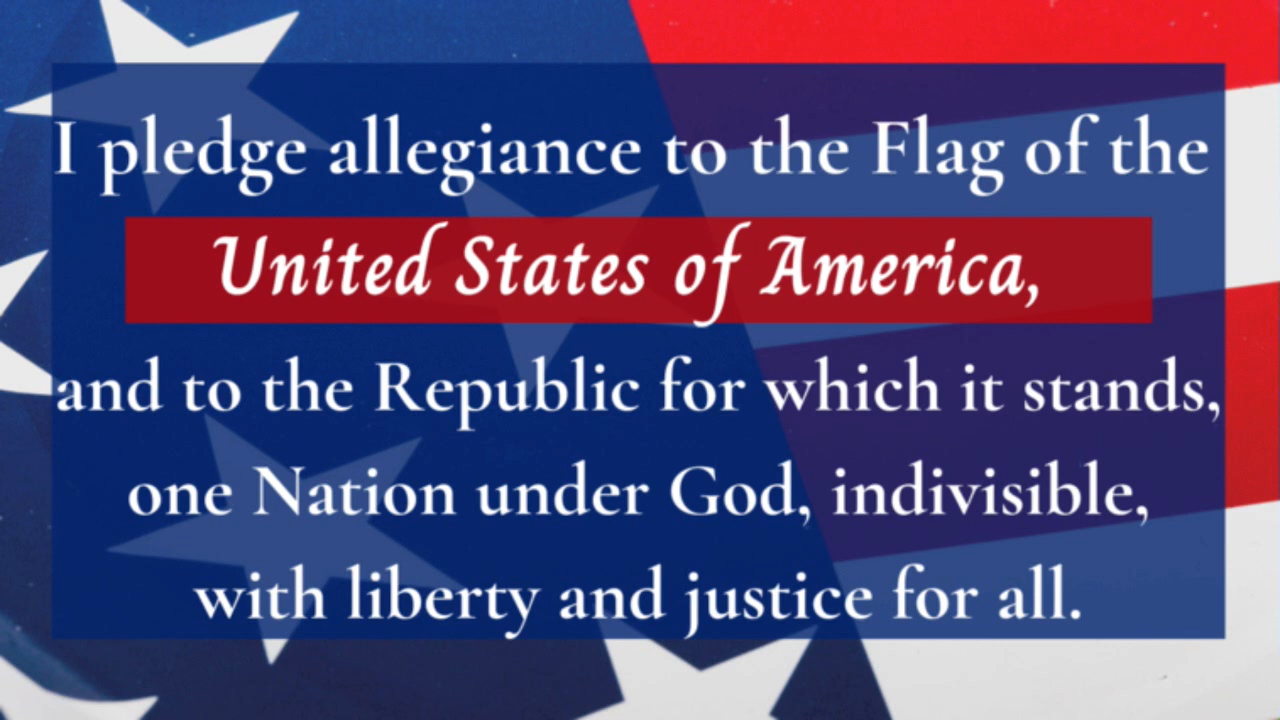 I pledge allegiance to the Flag of the
United States of America,
and to the Republic for which it stands,
one Nation under God, indivisible,
with liberty and justice for all.